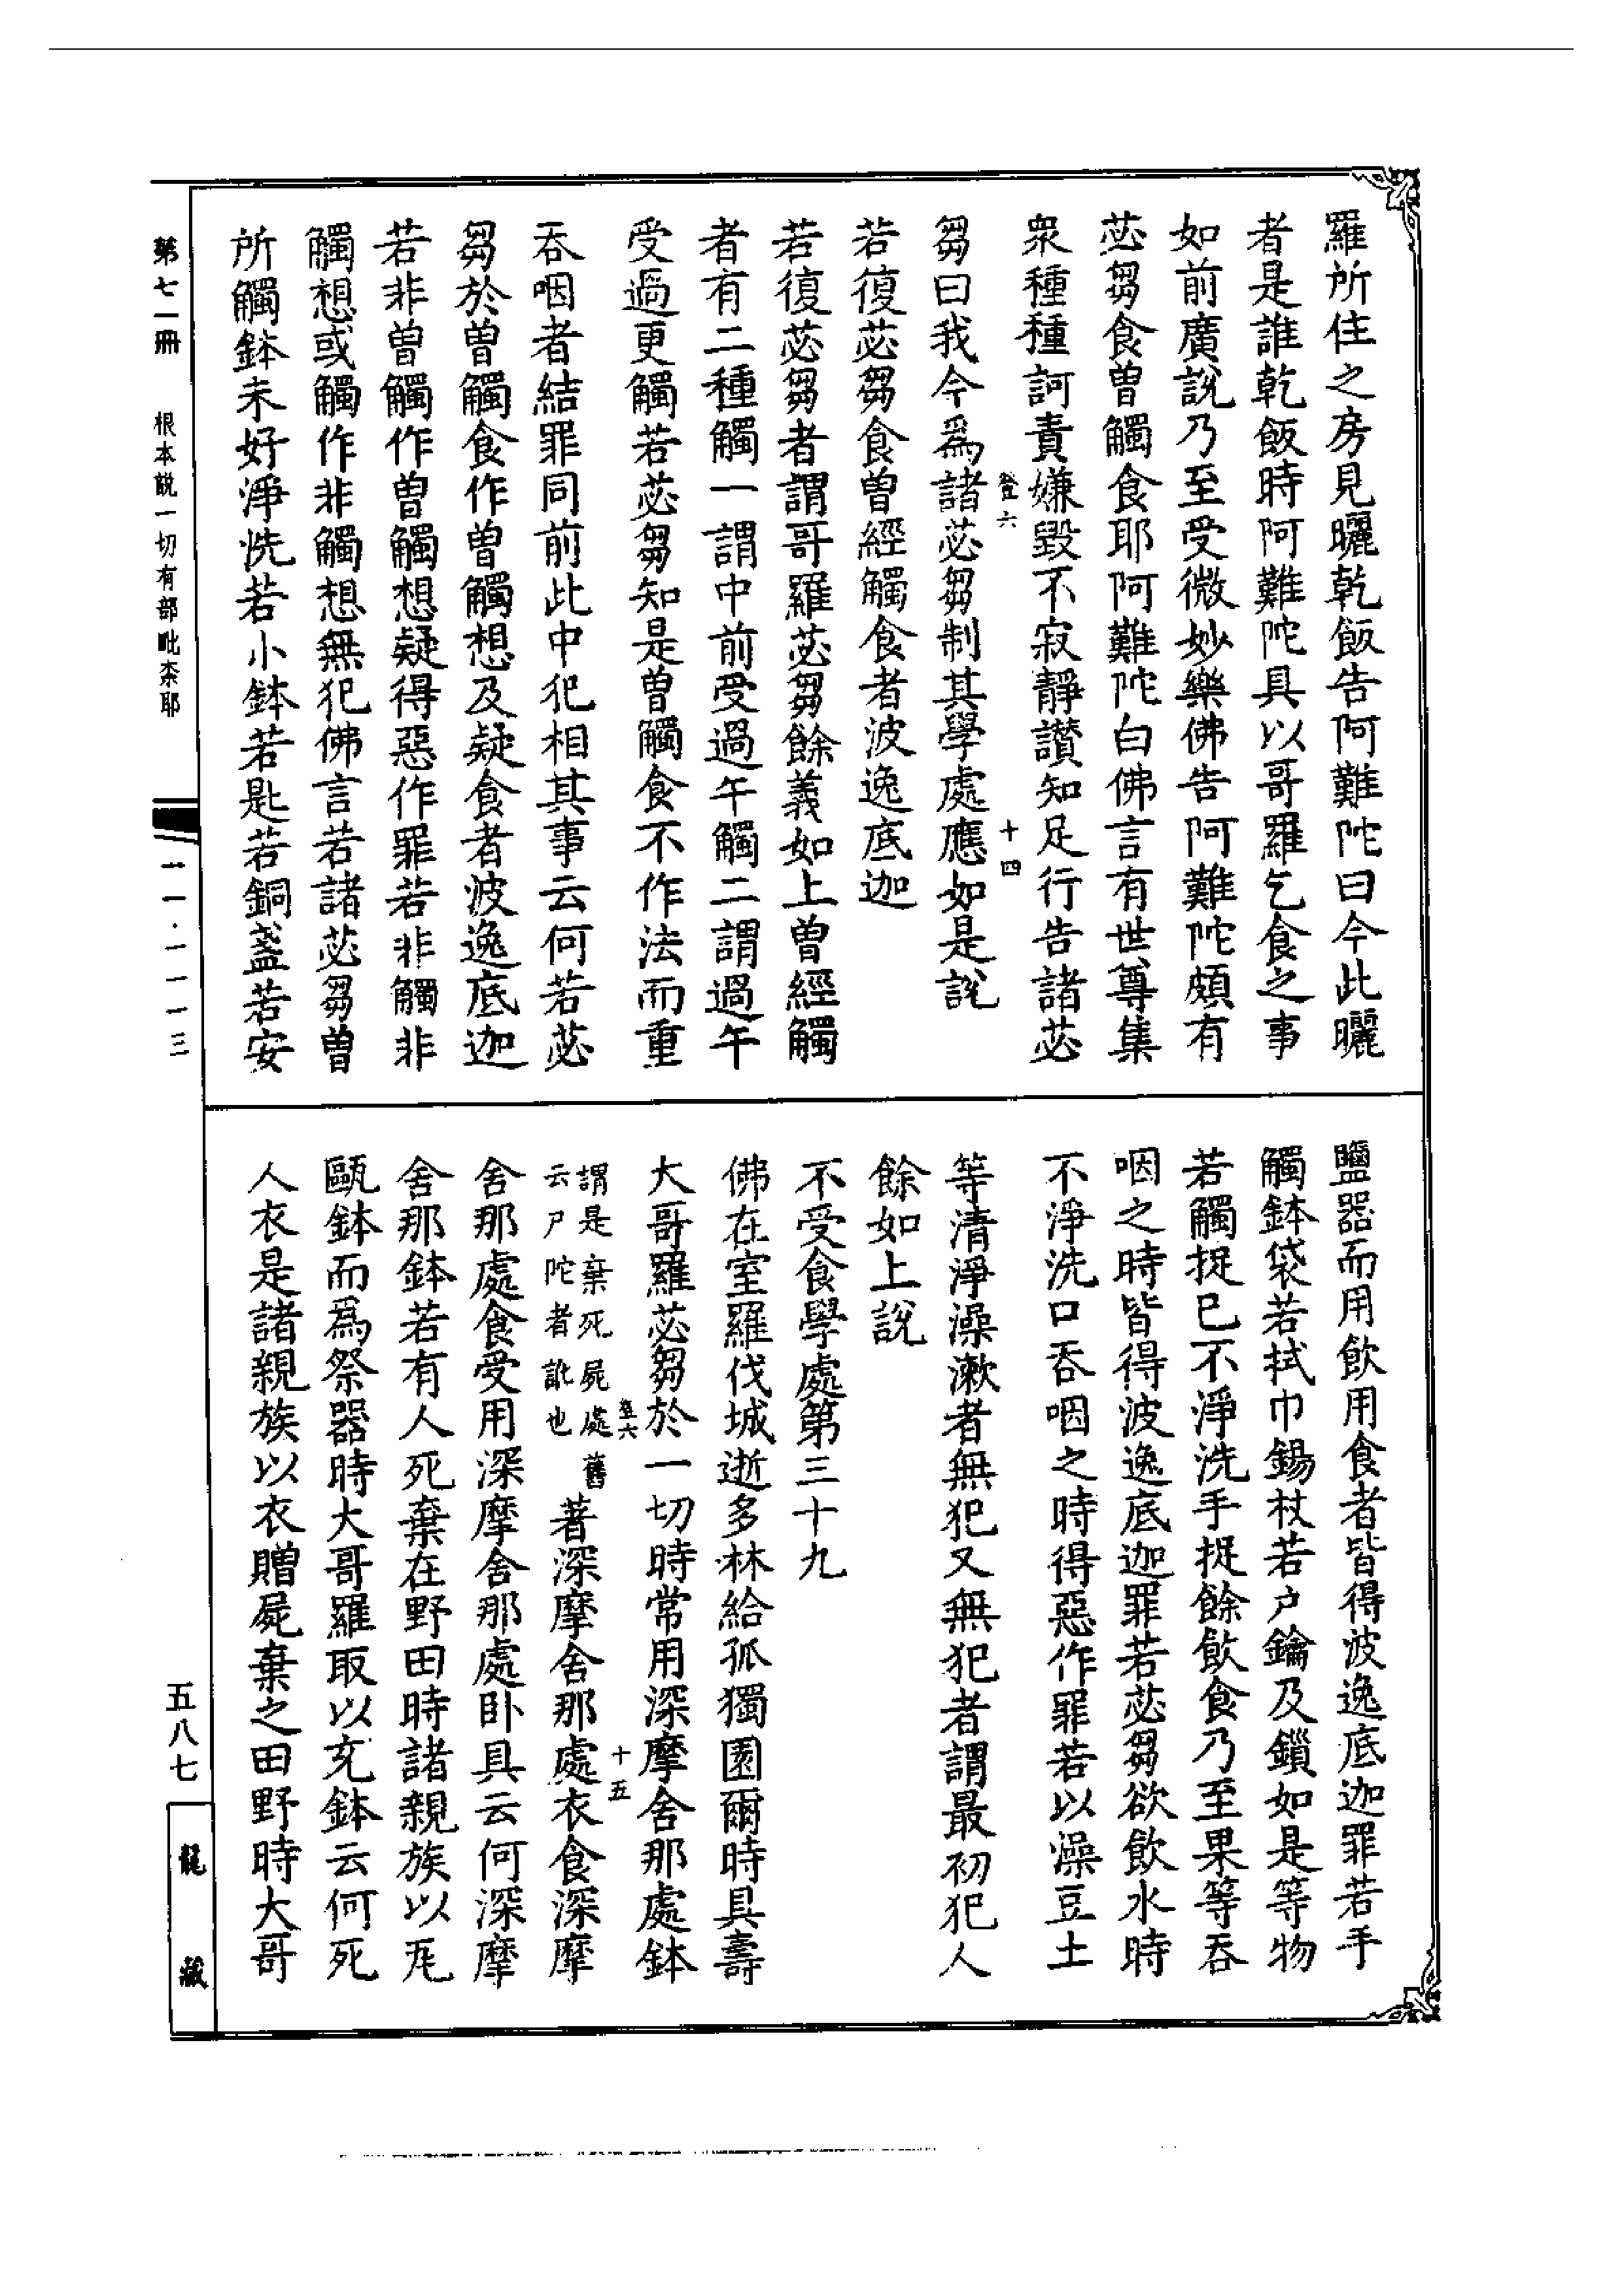 羅所住之房見曬乾飯告阿難陀曰今此曬
者是誰乾飯時阿難陀具以哥羅乞食之事
如前廣說乃至受微妙樂佛告阿難陀頗有
苾芻食曾觸食耶阿難陀白佛言有世尊集
衆種種訶責嫌毀不寂靜讚知足行告諸苾
十四
芻曰我今爲諸苾芻制其學處應如是說
若復苾芻食曾經觸食者波逸底迦
若復苾芻者謂哥羅苾芻餘義如上曾經觸
者有二種觸一謂中前受過午觸二謂過午
受過更觸若苾芻知是曾觸食不作法而重
吞咽者結罪同前此中犯相其事云何若苾
芻於曾觸食作曾觸想及疑食者波逸底迦
若非曾觸作曾觸想疑得惡作罪若非觸非
觸想或觸作非觸想無犯佛言若諸苾芻曾
所觸鉢未好淨洗若小鉢若匙若銅盞若安
鹽器而用飲用食者皆得波逸底迦罪若手
觸鉢袋若拭巾錫杖若户鑰及鎖如是等物
若觸捉已不淨洗手捉餘飲食乃至果等吞
咽之時皆得波逸底迦罪若苾芻欲飲水時
不淨洗口吞咽之時得惡作罪若以澡豆土
等清淨澡漱者無犯又無犯者謂最初犯人
餘如上說
不受食學處第三十九
佛在室羅伐城逝多林給孤獨園爾時具壽
大哥羅苾芻於一切時常用深摩舍那處鉢
十五
謂是棄死屍處舊
云尸陀者訛也
著深摩舍那處衣食深摩
舍那處食受用深摩舍那處卧具云何深摩
舍那鉢若有人死棄在野田時諸親族以瓦
甌鉢而爲祭器時大哥羅取以充鉢云何死
人衣是諸親族以衣贈屍棄之田野時大哥
第七一冊
根本説一切有部毗柰耶
一一·一一一三
五八七
龍藏